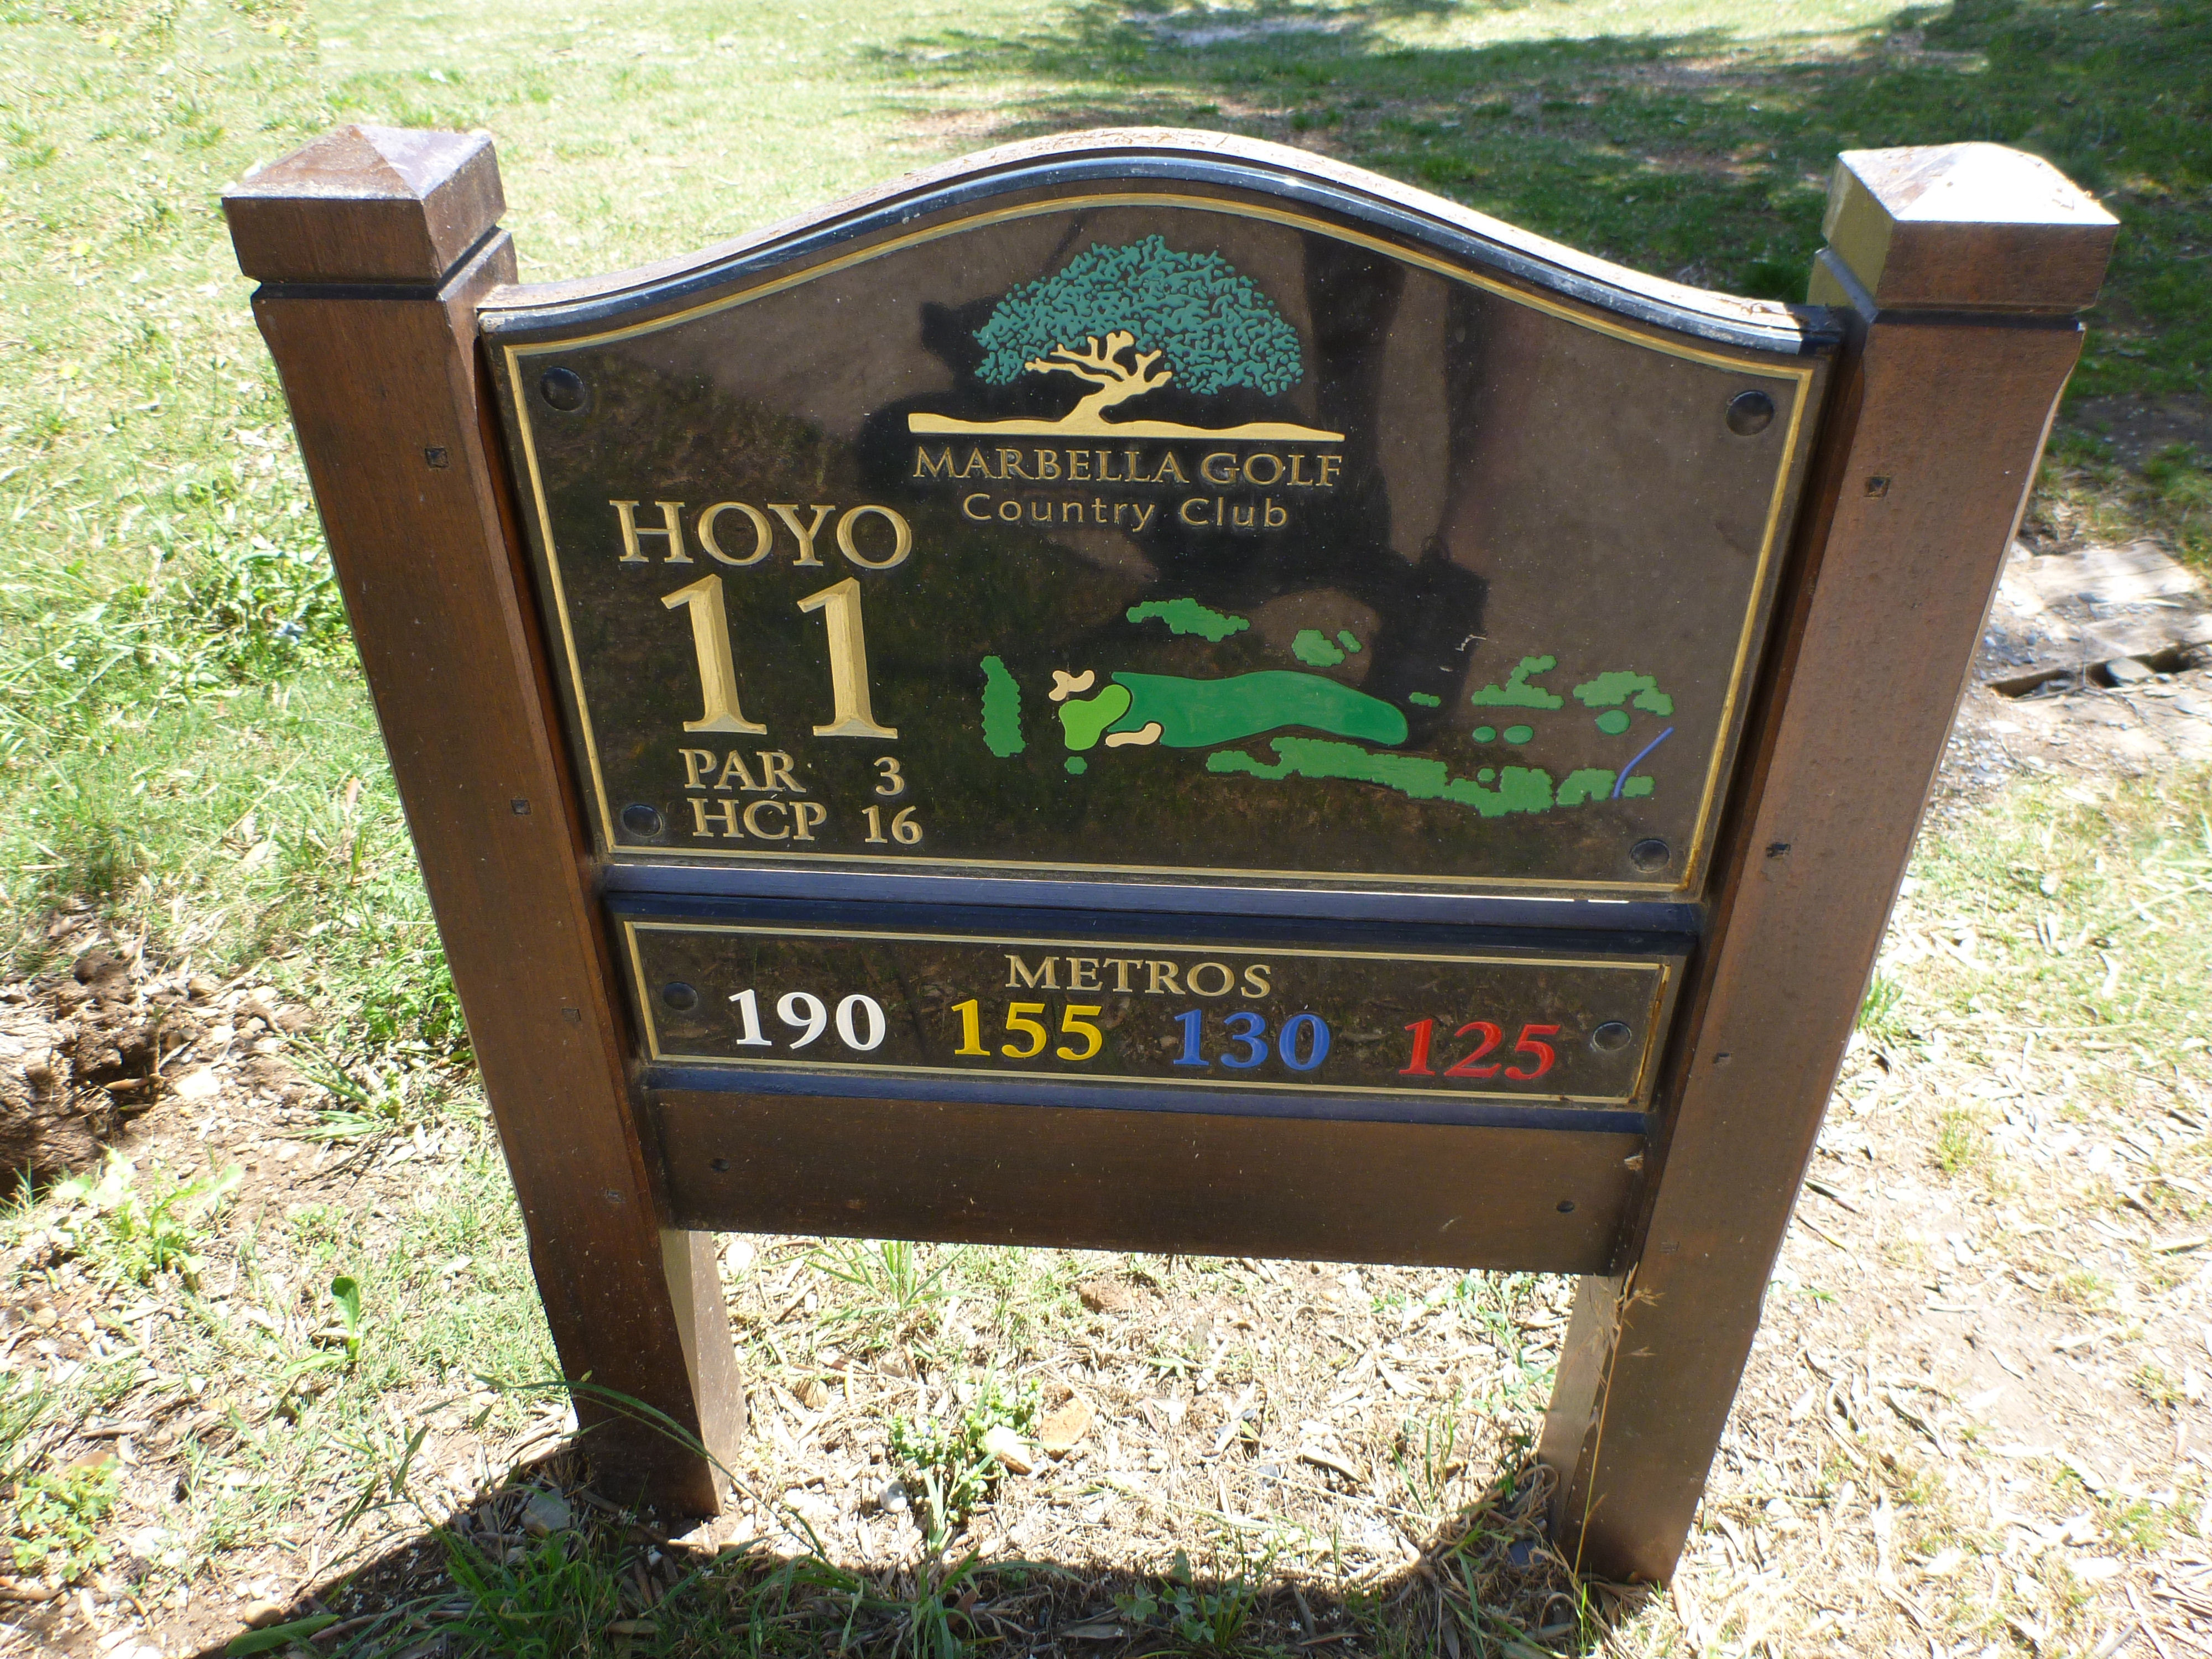 MARBELLA GOLF
Country Club
HOYO
11
PAR 3
HCP 16
METROS
190 155 130 125